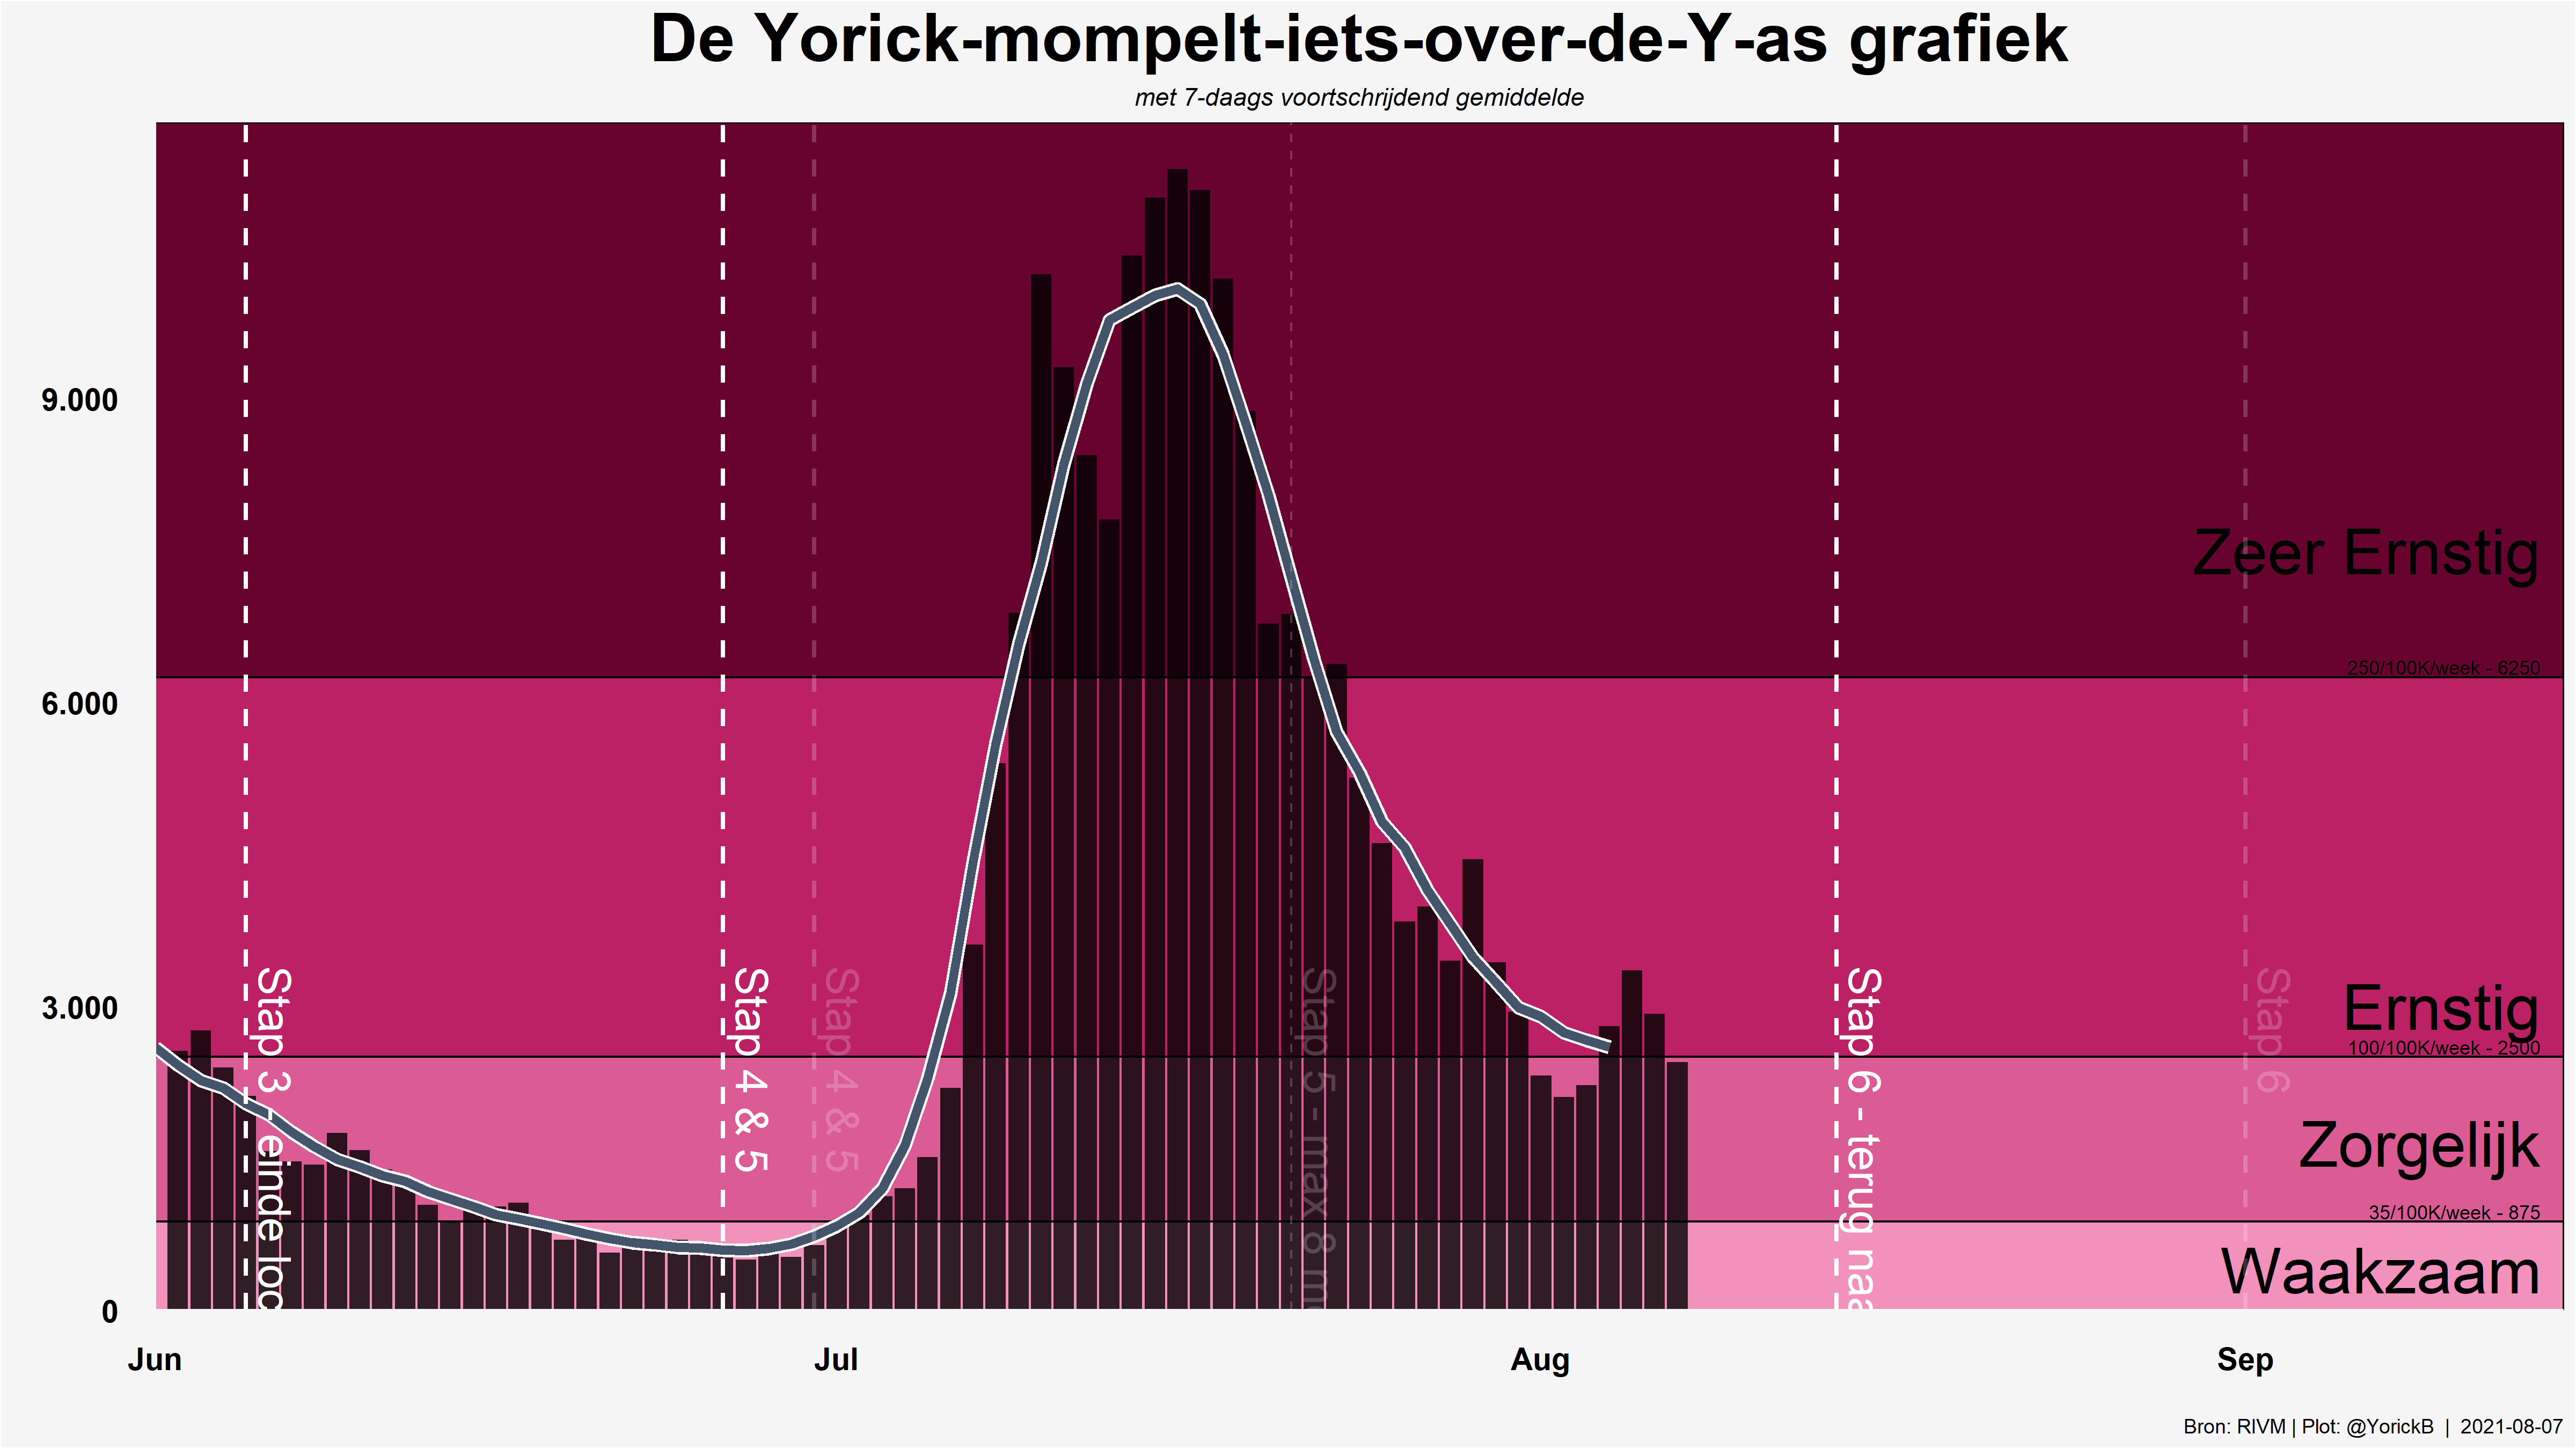 De Yorick-mompelt-iets-over-de-Y-as grafiek
met 7-daags voortschrijdend gemiddelde
9.000
6.000
3.000
0
Zeer Ernstig
250/100K/week - 6250
Ernstig
100/100K/week - 2500
Zorgelijk
35/100K/week - 875
Waakzaam
Stap 3 - einde loc
Stap 4 & 5
Stap 4 & 5
Stap 5 - max 8 m
Stap 6 - terug naa
Stap 6
Jun
Jul
Aug
Sep
Bron: RIVM | Plot: @YorickB | 2021-08-07